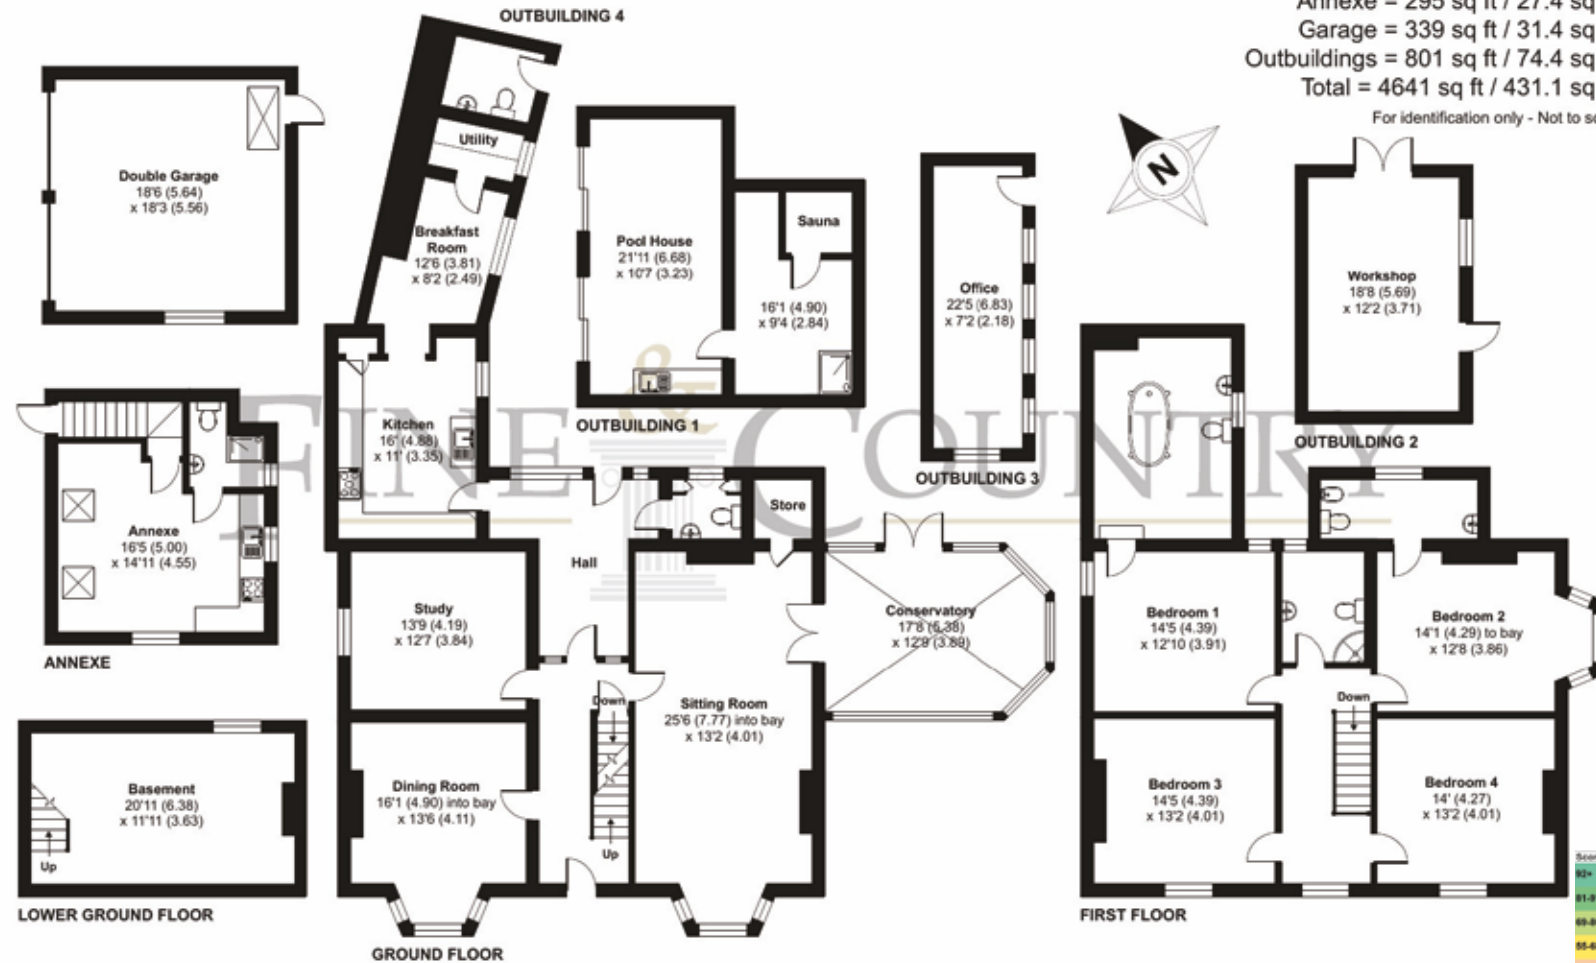 Annexe = 295 sq ft / 27.4 sq
Garage = 339 sq ft / 31.4 sq
Outbuildings = 801 sq ft / 74.4 sq
Total = 4641 sq ft / 431.1 sq
For identification only - Not to sc
N
OUTBUILDING 4
Utility
Breakfast
Room
12'6 (3.81)
x 8'2 (2.49)
Double Garage
18'6 (5.64)
x 18'3 (5.56)
Pool House
21'11 (6.68)
x 10'7 (3.23)
Sauna
16'1 (4.90)
x 9'4 (2.84)
OUTBUILDING 1
Office
22'5 (6.83)
x 7'2 (2.18)
OUTBUILDING 3
Workshop
18'8 (5.69)
x 12'2 (3.71)
OUTBUILDING 2
FINE & COUNTRY
Annexe
16'5 (5.00)
x 14'11 (4.55)
ANNEXE
Kitchen
16' (4.88)
x 11' (3.35)
Store
Hall
Study
13'9 (4.19)
x 12'7 (3.84)
Conservatory
17'8 (5.38)
x 12'9 (3.89)
Down
Sitting Room
25'6 (7.77) into bay
x 13'2 (4.01)
Dining Room
16'1 (4.90) into bay
x 13'6 (4.11)
Up
GROUND FLOOR
Basement
20'11 (6.38)
x 11'11 (3.63)
Up
LOWER GROUND FLOOR
Bedroom 1
14'5 (4.39)
x 12'10 (3.91)
Bedroom 2
14'1 (4.29) to bay
x 12'8 (3.86)
Down
Bedroom 3
14'5 (4.39)
x 13'2 (4.01)
Bedroom 4
14' (4.27)
x 13'2 (4.01)
FIRST FLOOR
92+